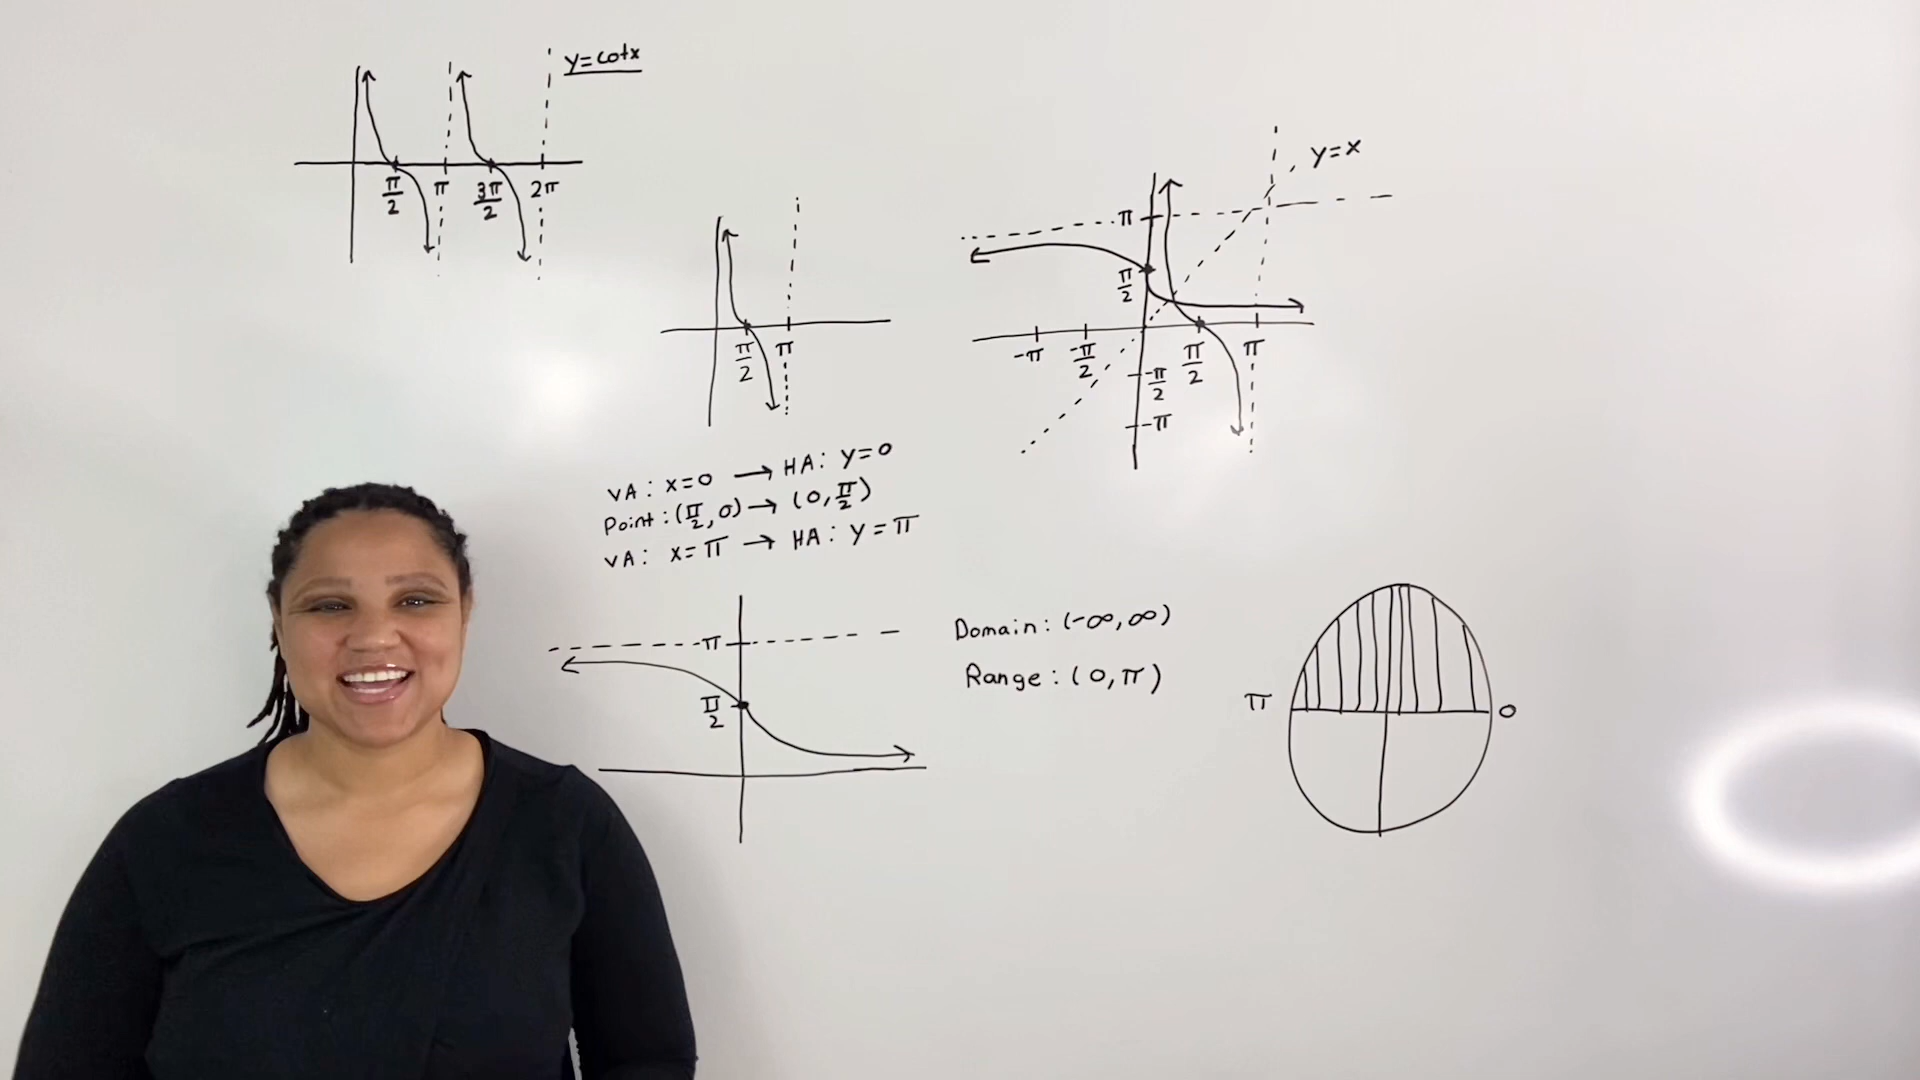 y=cotx
π/2 π 3π/2 2π
π/2 π
y=x
π
π/2
-π -π/2 π/2 π
-π/2
-π
VA: x=0 → HA: y=0
Point: (π/2, 0) → (0, π/2)
VA: x=π → HA: y=π
π
π/2
Domain: (-∞, ∞)
Range: (0, π)
π 0